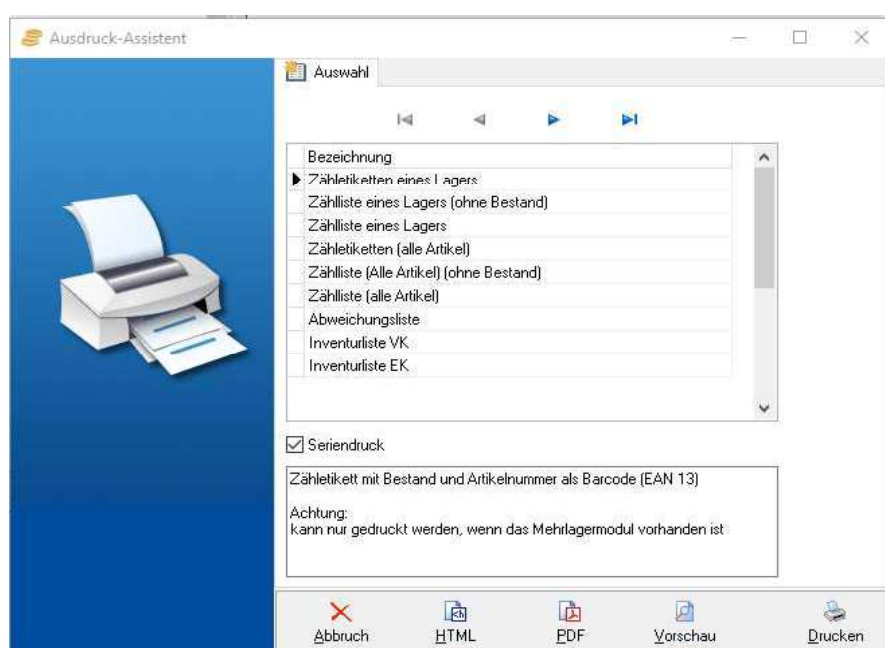 Ausdruck-Assistent
Auswahl
Bezeichnung
Zähletiketten eines Lagers
Zählliste eines Lagers (ohne Bestand)
Zählliste eines Lagers
Zähletiketten (alle Artikel)
Zählliste (Alle Artikel) (ohne Bestand)
Zählliste (alle Artikel)
Abweichungsliste
Inventurliste VK
Inventurliste EK
Seriendruck
Zähletikett mit Bestand und Artikelnummer als Barcode (EAN 13)
Achtung:
kann nur gedruckt werden, wenn das Mehrlagermodul vorhanden ist
Abbruch HTML PDF Vorschau Drucken